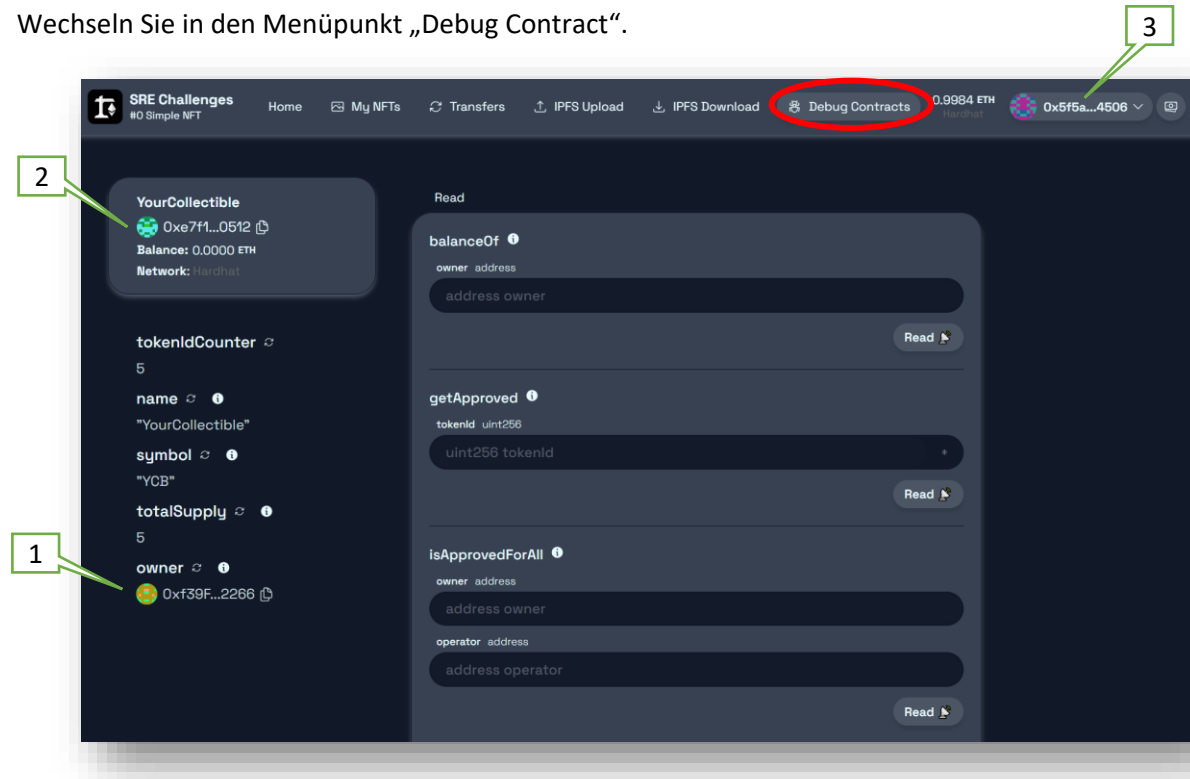 Wechseln Sie in den Menüpunkt „Debug Contract“.
3
SRE Challenges
#0 Simple NFT
Home My NFTs Transfers IPFS Upload IPFS Download Debug Contracts 0.9984 ETH
Hardhat
0x5f5a...4506
2
YourCollectible
0xe7f1...0512
Balance: 0.0000 ETH
Network: Hardhat
tokenIdCounter
5
name
"YourCollectible"
symbol
"YCB"
totalSupply
5
1
owner
0xf39F...2266
Read
balanceOf
owner address
address owner
Read
getApproved
tokenId uint256
uint256 tokenId *
Read
isApprovedForAll
owner address
address owner
operator address
address operator
Read